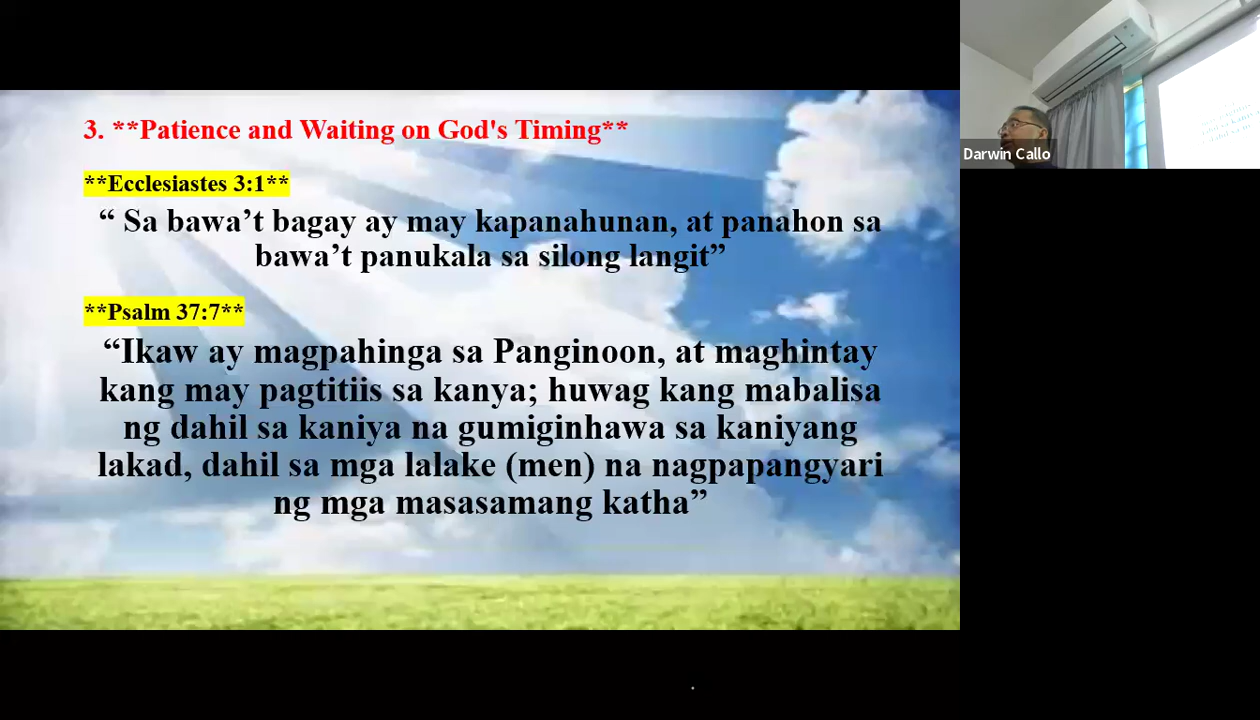 3. **Patience and Waiting on God's Timing**
**Ecclesiastes 3:1**
“ Sa bawa’t bagay ay may kapanahunan, at panahon sa
bawa’t panukala sa silong langit”
**Psalm 37:7**
“Ikaw ay magpahinga sa Panginoon, at maghintay
kang may pagtitiis sa kanya; huwag kang mabalisa
ng dahil sa kaniya na gumiginhawa sa kaniyang
lakad, dahil sa mga lalake (men) na nagpapangyari
ng mga masasamang katha”
Darwin Callo